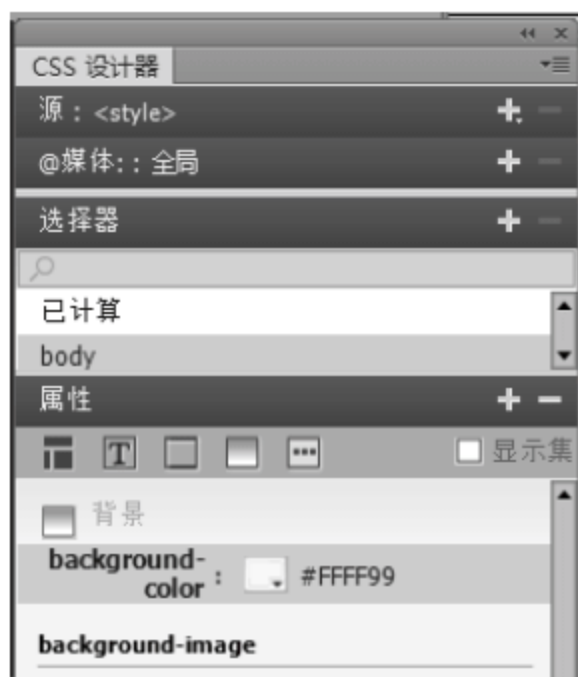 CSS 设计器
源：<style>
@媒体:：全局
选择器
已计算
body
属性
T
显示集
背景
background-
color : #FFFF99
background-image